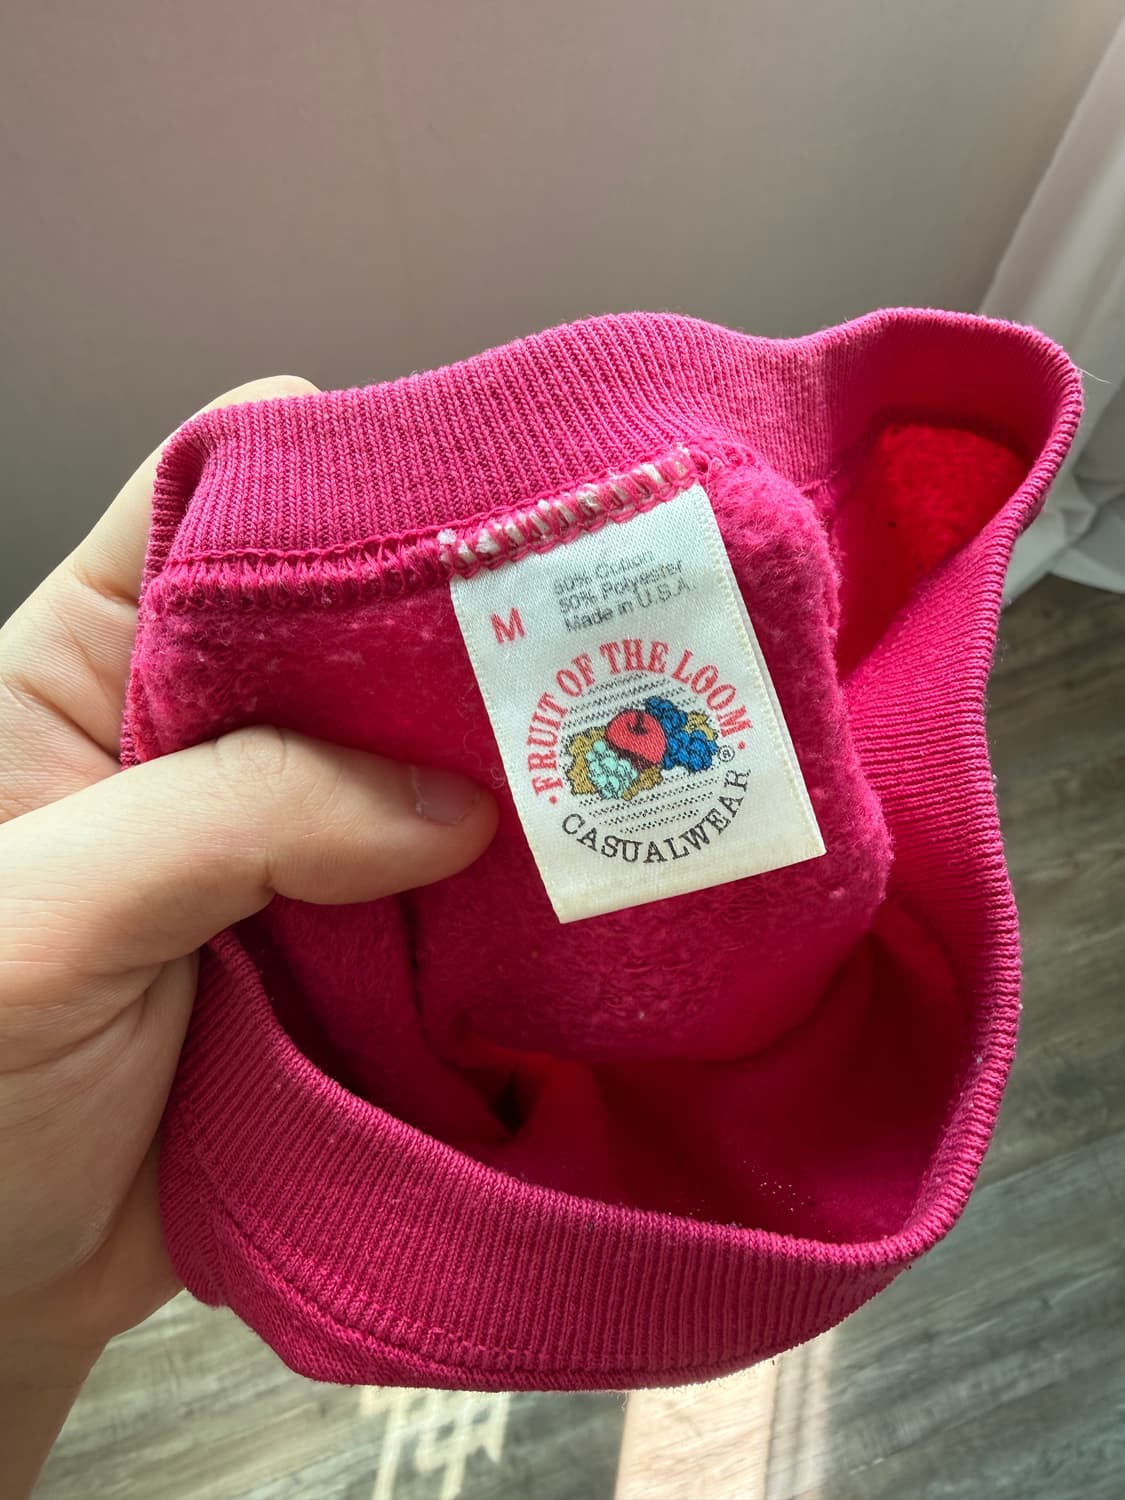 M
50% Cotton
50% Polyester
Made in U.S.A.
·FRUIT OF THE LOOM·
®
CASUALWEAR